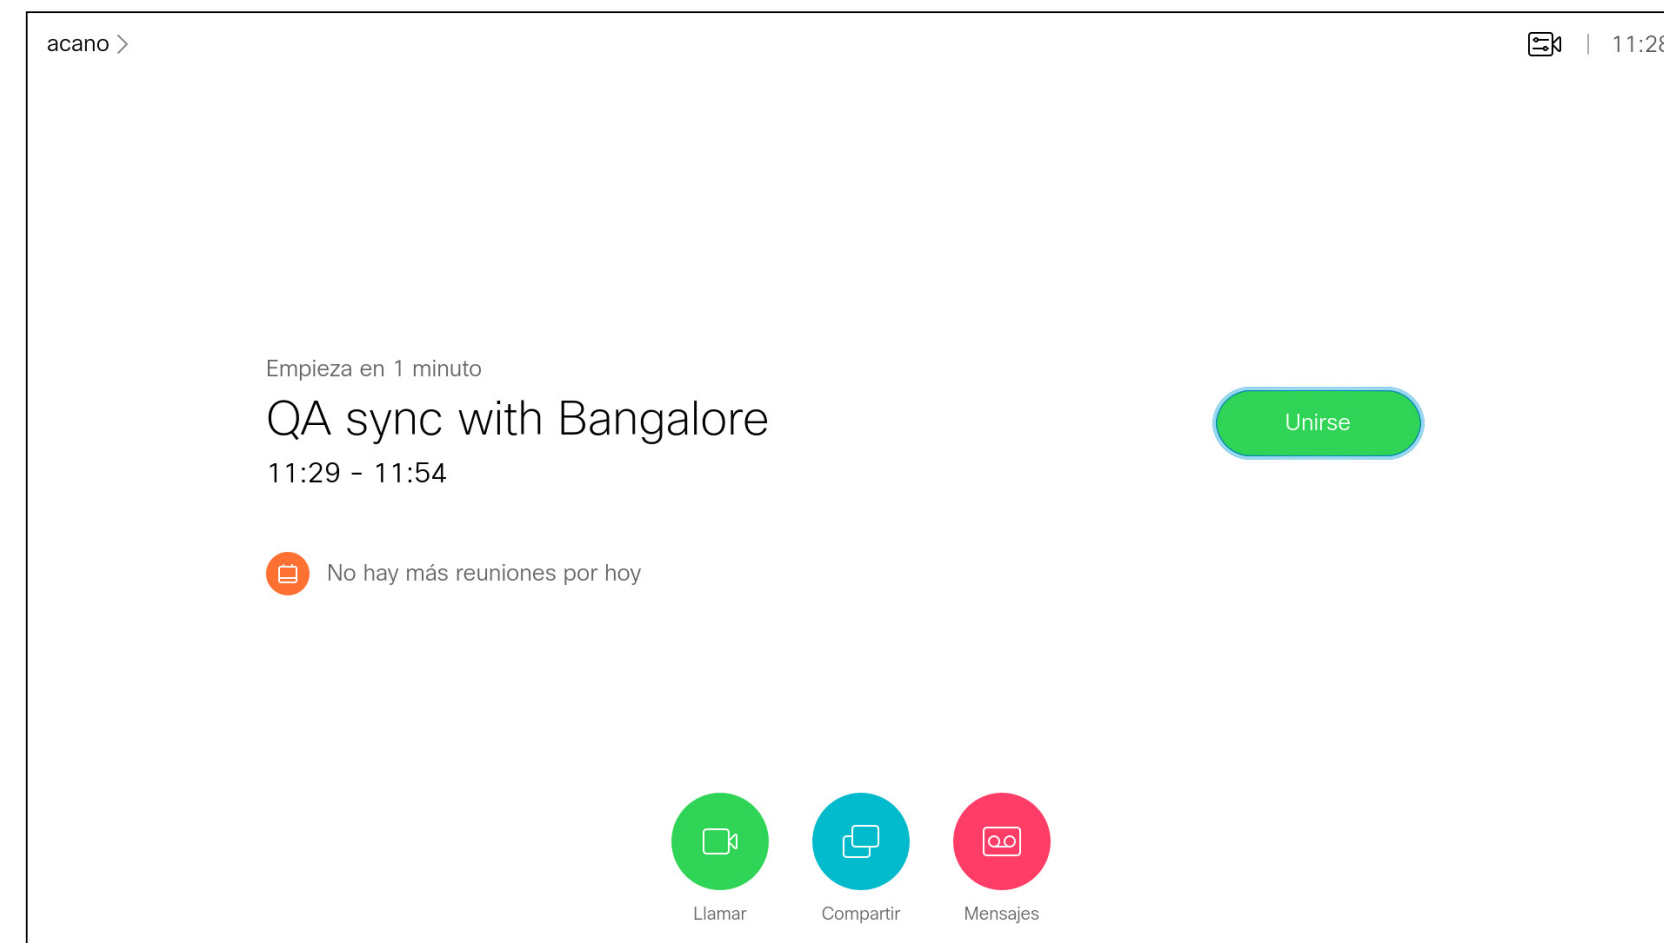 acano
11:28
Empieza en 1 minuto
QA sync with Bangalore
11:29 - 11:54
Unirse
No hay más reuniones por hoy
Llamar
Compartir
Mensajes